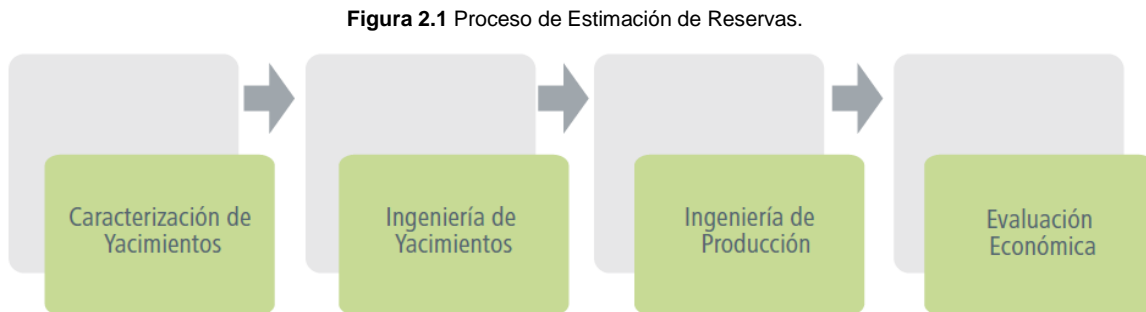 Figura 2.1 Proceso de Estimación de Reservas.
Caracterización de
Yacimientos
Ingeniería de
Yacimientos
Ingeniería de
Producción
Evaluación
Económica